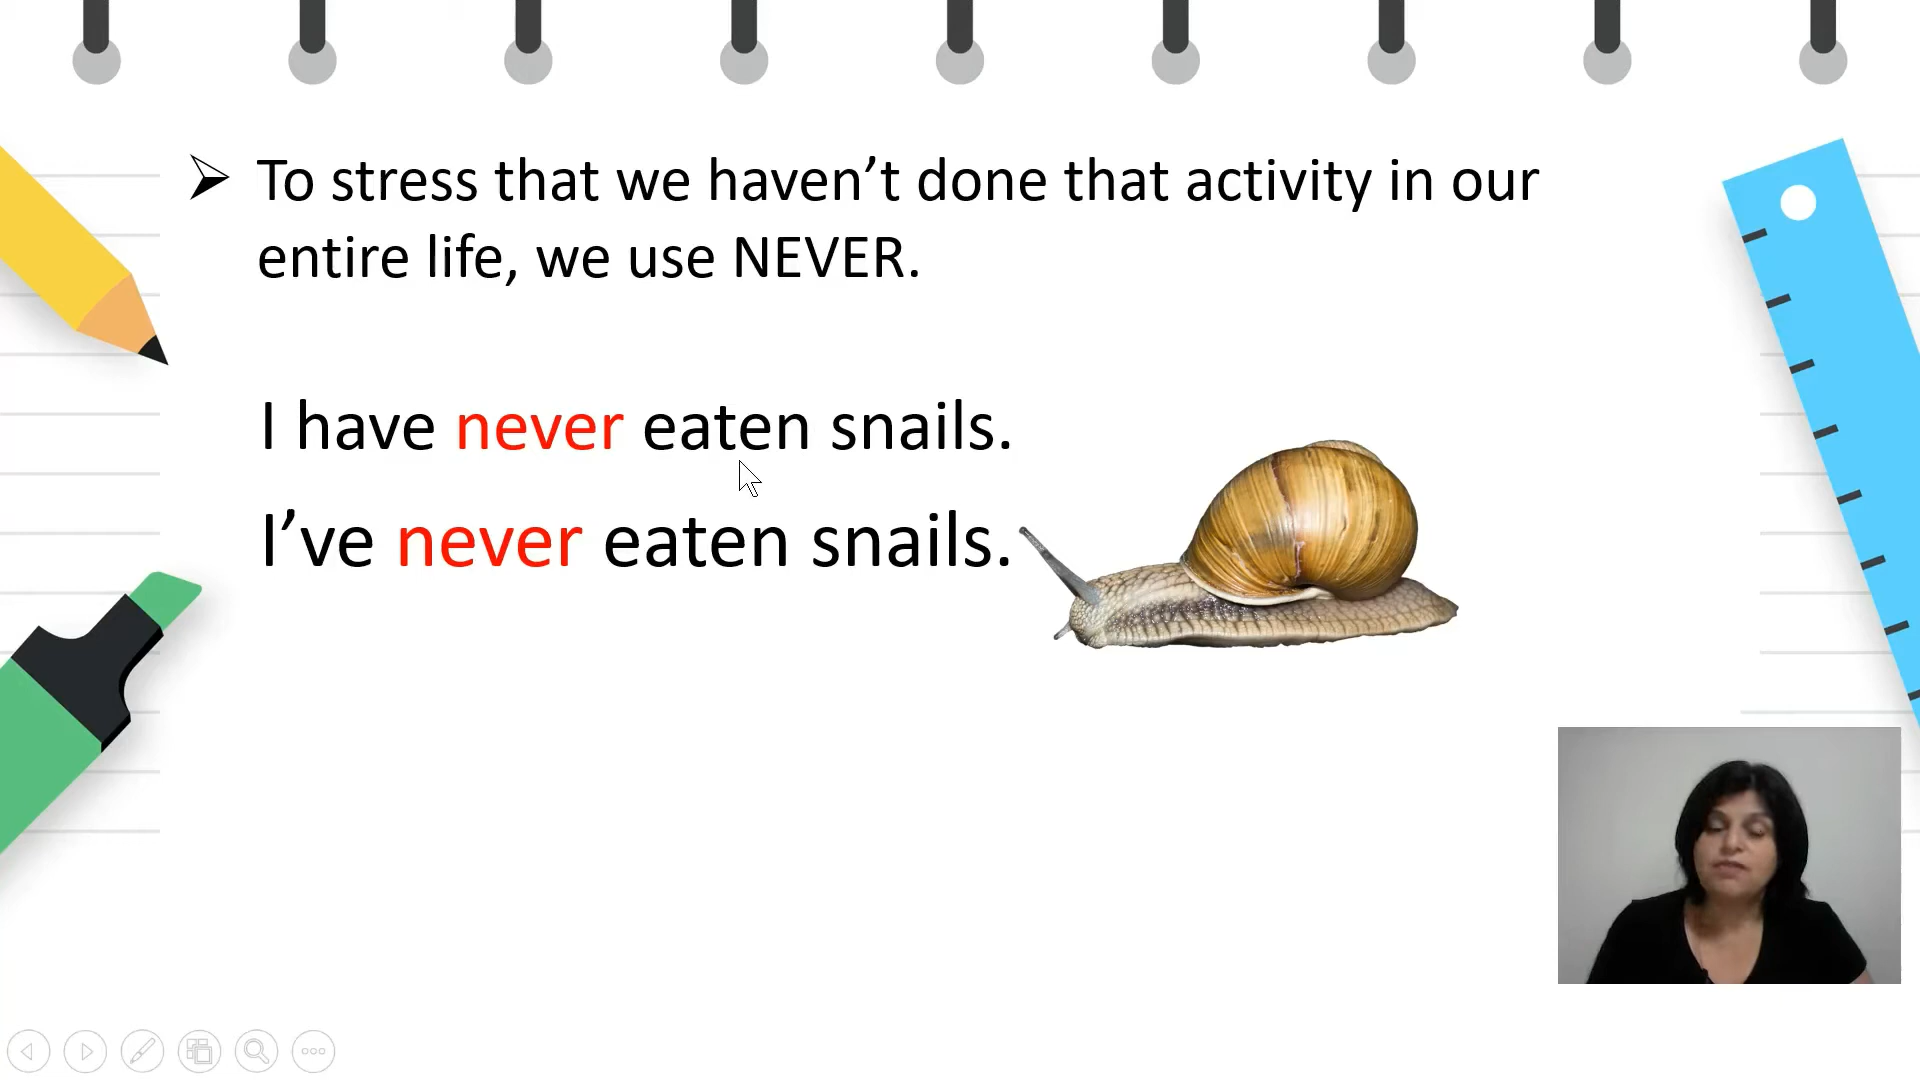 To stress that we haven’t done that activity in our
entire life, we use NEVER.
I have never eaten snails.
I’ve never eaten snails.